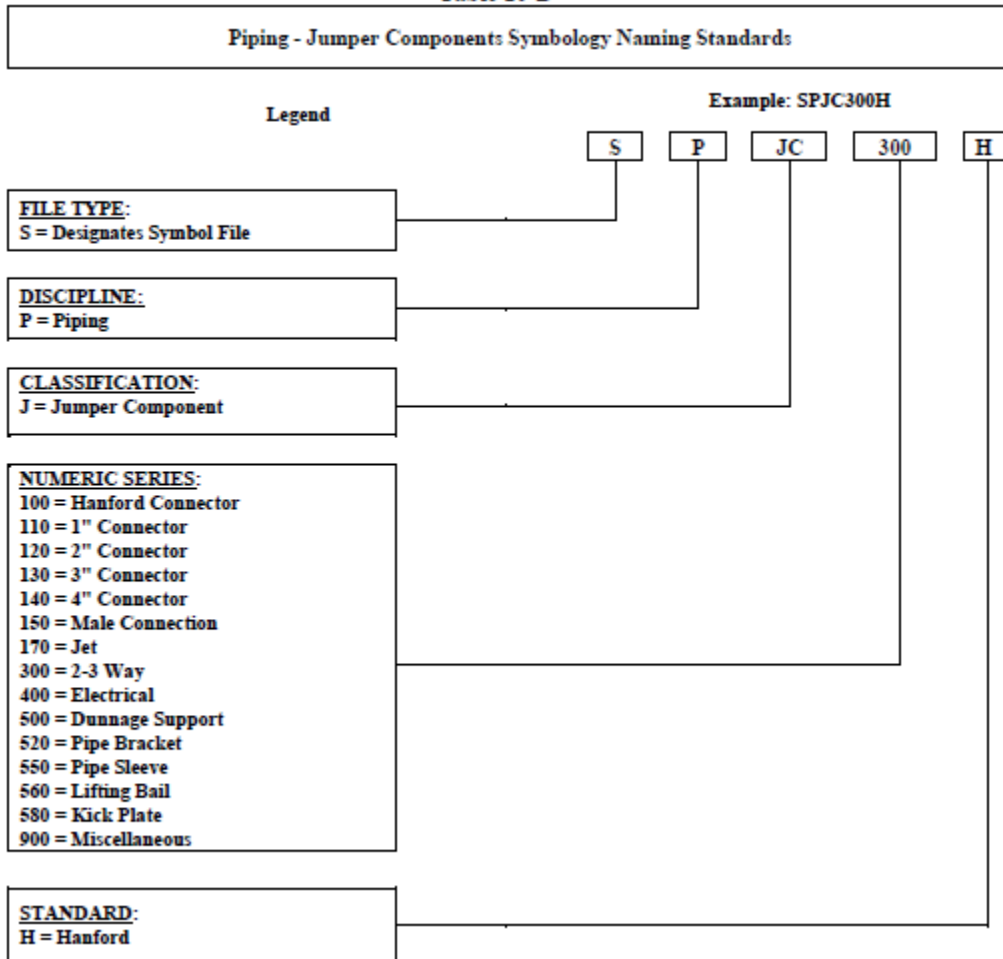 Piping - Jumper Components Symbology Naming Standards
Legend
Example: SPJC300H
S P JC 300 H
FILE TYPE:
S = Designates Symbol File
DISCIPLINE:
P = Piping
CLASSIFICATION:
J = Jumper Component
NUMERIC SERIES:
100 = Hanford Connector
110 = 1" Connector
120 = 2" Connector
130 = 3" Connector
140 = 4" Connector
150 = Male Connection
170 = Jet
300 = 2-3 Way
400 = Electrical
500 = Dunnage Support
520 = Pipe Bracket
550 = Pipe Sleeve
560 = Lifting Bail
580 = Kick Plate
900 = Miscellaneous
STANDARD:
H = Hanford